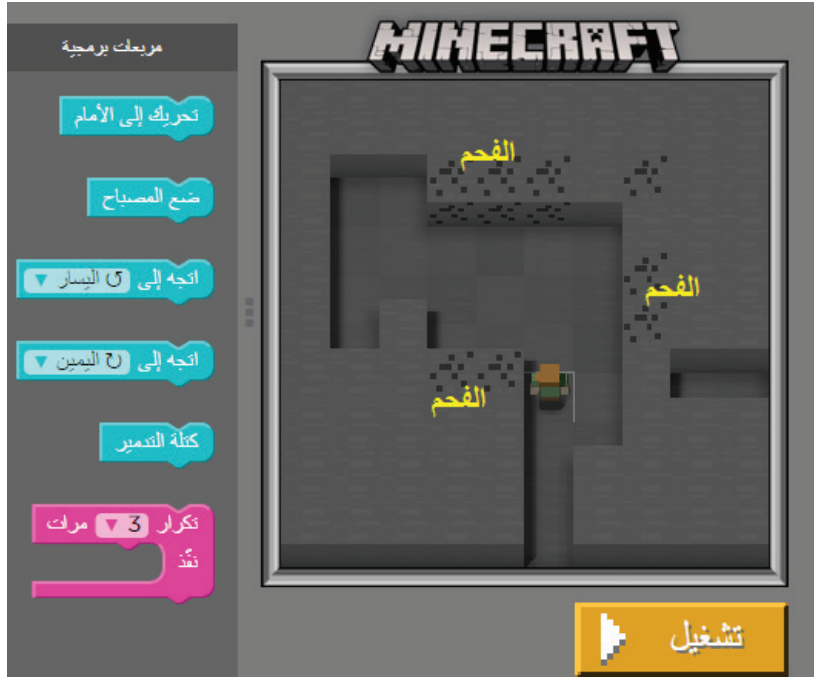 MINECRAFT
مربعات برمجية
تحريك إلى الأمام
ضع المصباح
اتجه إلى اليسار
اتجه إلى اليمين
كتلة التدمير
تكرار 3 مرات
نفّذ
الفحم
الفحم
الفحم
تشغيل